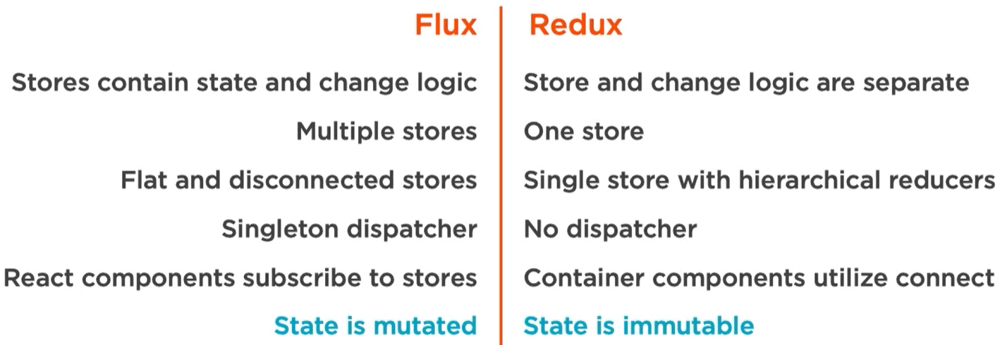 Flux Redux
Stores contain state and change logic Store and change logic are separate
Multiple stores One store
Flat and disconnected stores Single store with hierarchical reducers
Singleton dispatcher No dispatcher
React components subscribe to stores Container components utilize connect
State is mutated State is immutable